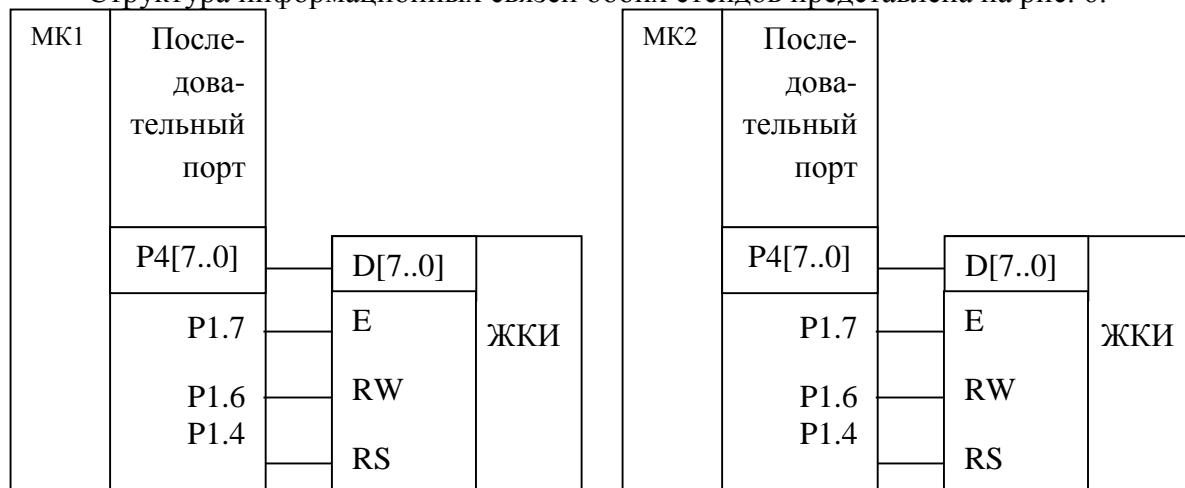 Структура информационных связей обоих стендов представлена на рис. 6.
МК1
После-
дова-
тельный
порт
P4[7..0]
P1.7
P1.6
P1.4
D[7..0]
E
RW
RS
ЖКИ
МК2
После-
дова-
тельный
порт
P4[7..0]
P1.7
P1.6
P1.4
D[7..0]
E
RW
RS
ЖКИ